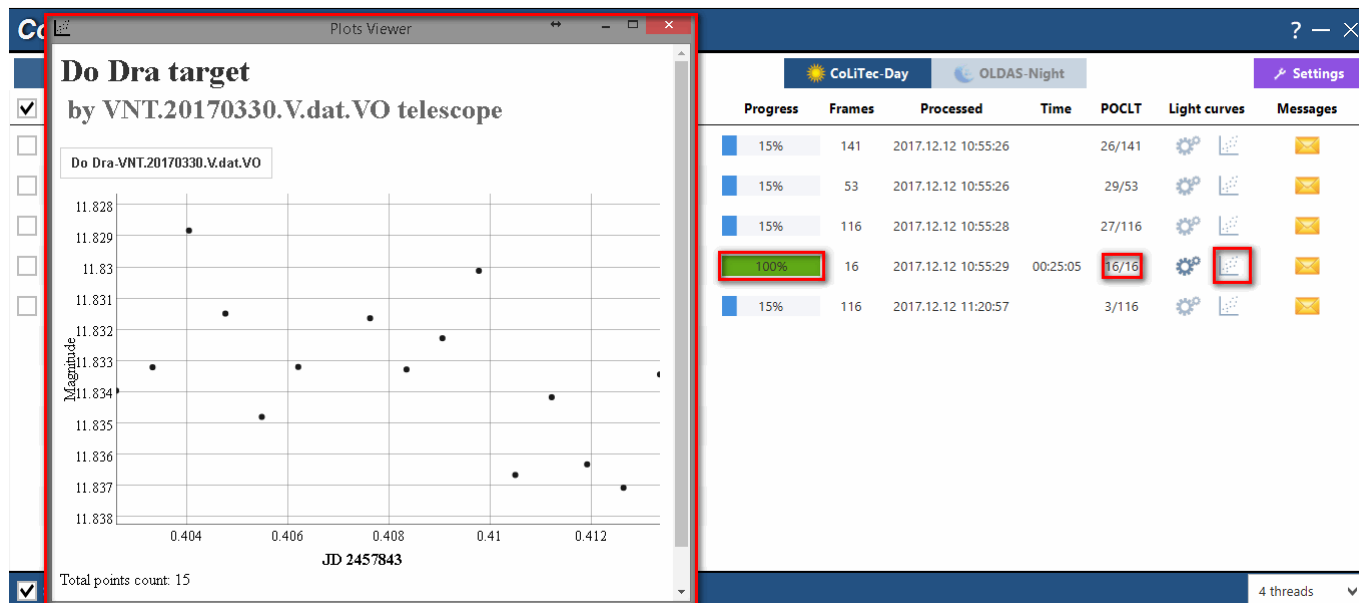 Co
Plots Viewer
? — ×
Do Dra target
by VNT.20170330.V.dat.VO telescope
CoLiTec-Day
OLDAS-Night
Settings
Progress Frames Processed Time POCLT Light curves Messages
Do Dra-VNT.20170330.V.dat.VO
15% 141 2017.12.12 10:55:26 26/141
15% 53 2017.12.12 10:55:26 29/53
15% 116 2017.12.12 10:55:28 27/116
100% 16 2017.12.12 10:55:29 00:25:05 16/16
15% 116 2017.12.12 11:20:57 3/116
11.828
11.829
11.83
11.831
11.832
11.833
11.834
11.835
11.836
11.837
11.838
Magnitude
0.404 0.406 0.408 0.41 0.412
JD 2457843
Total points count: 15
4 threads